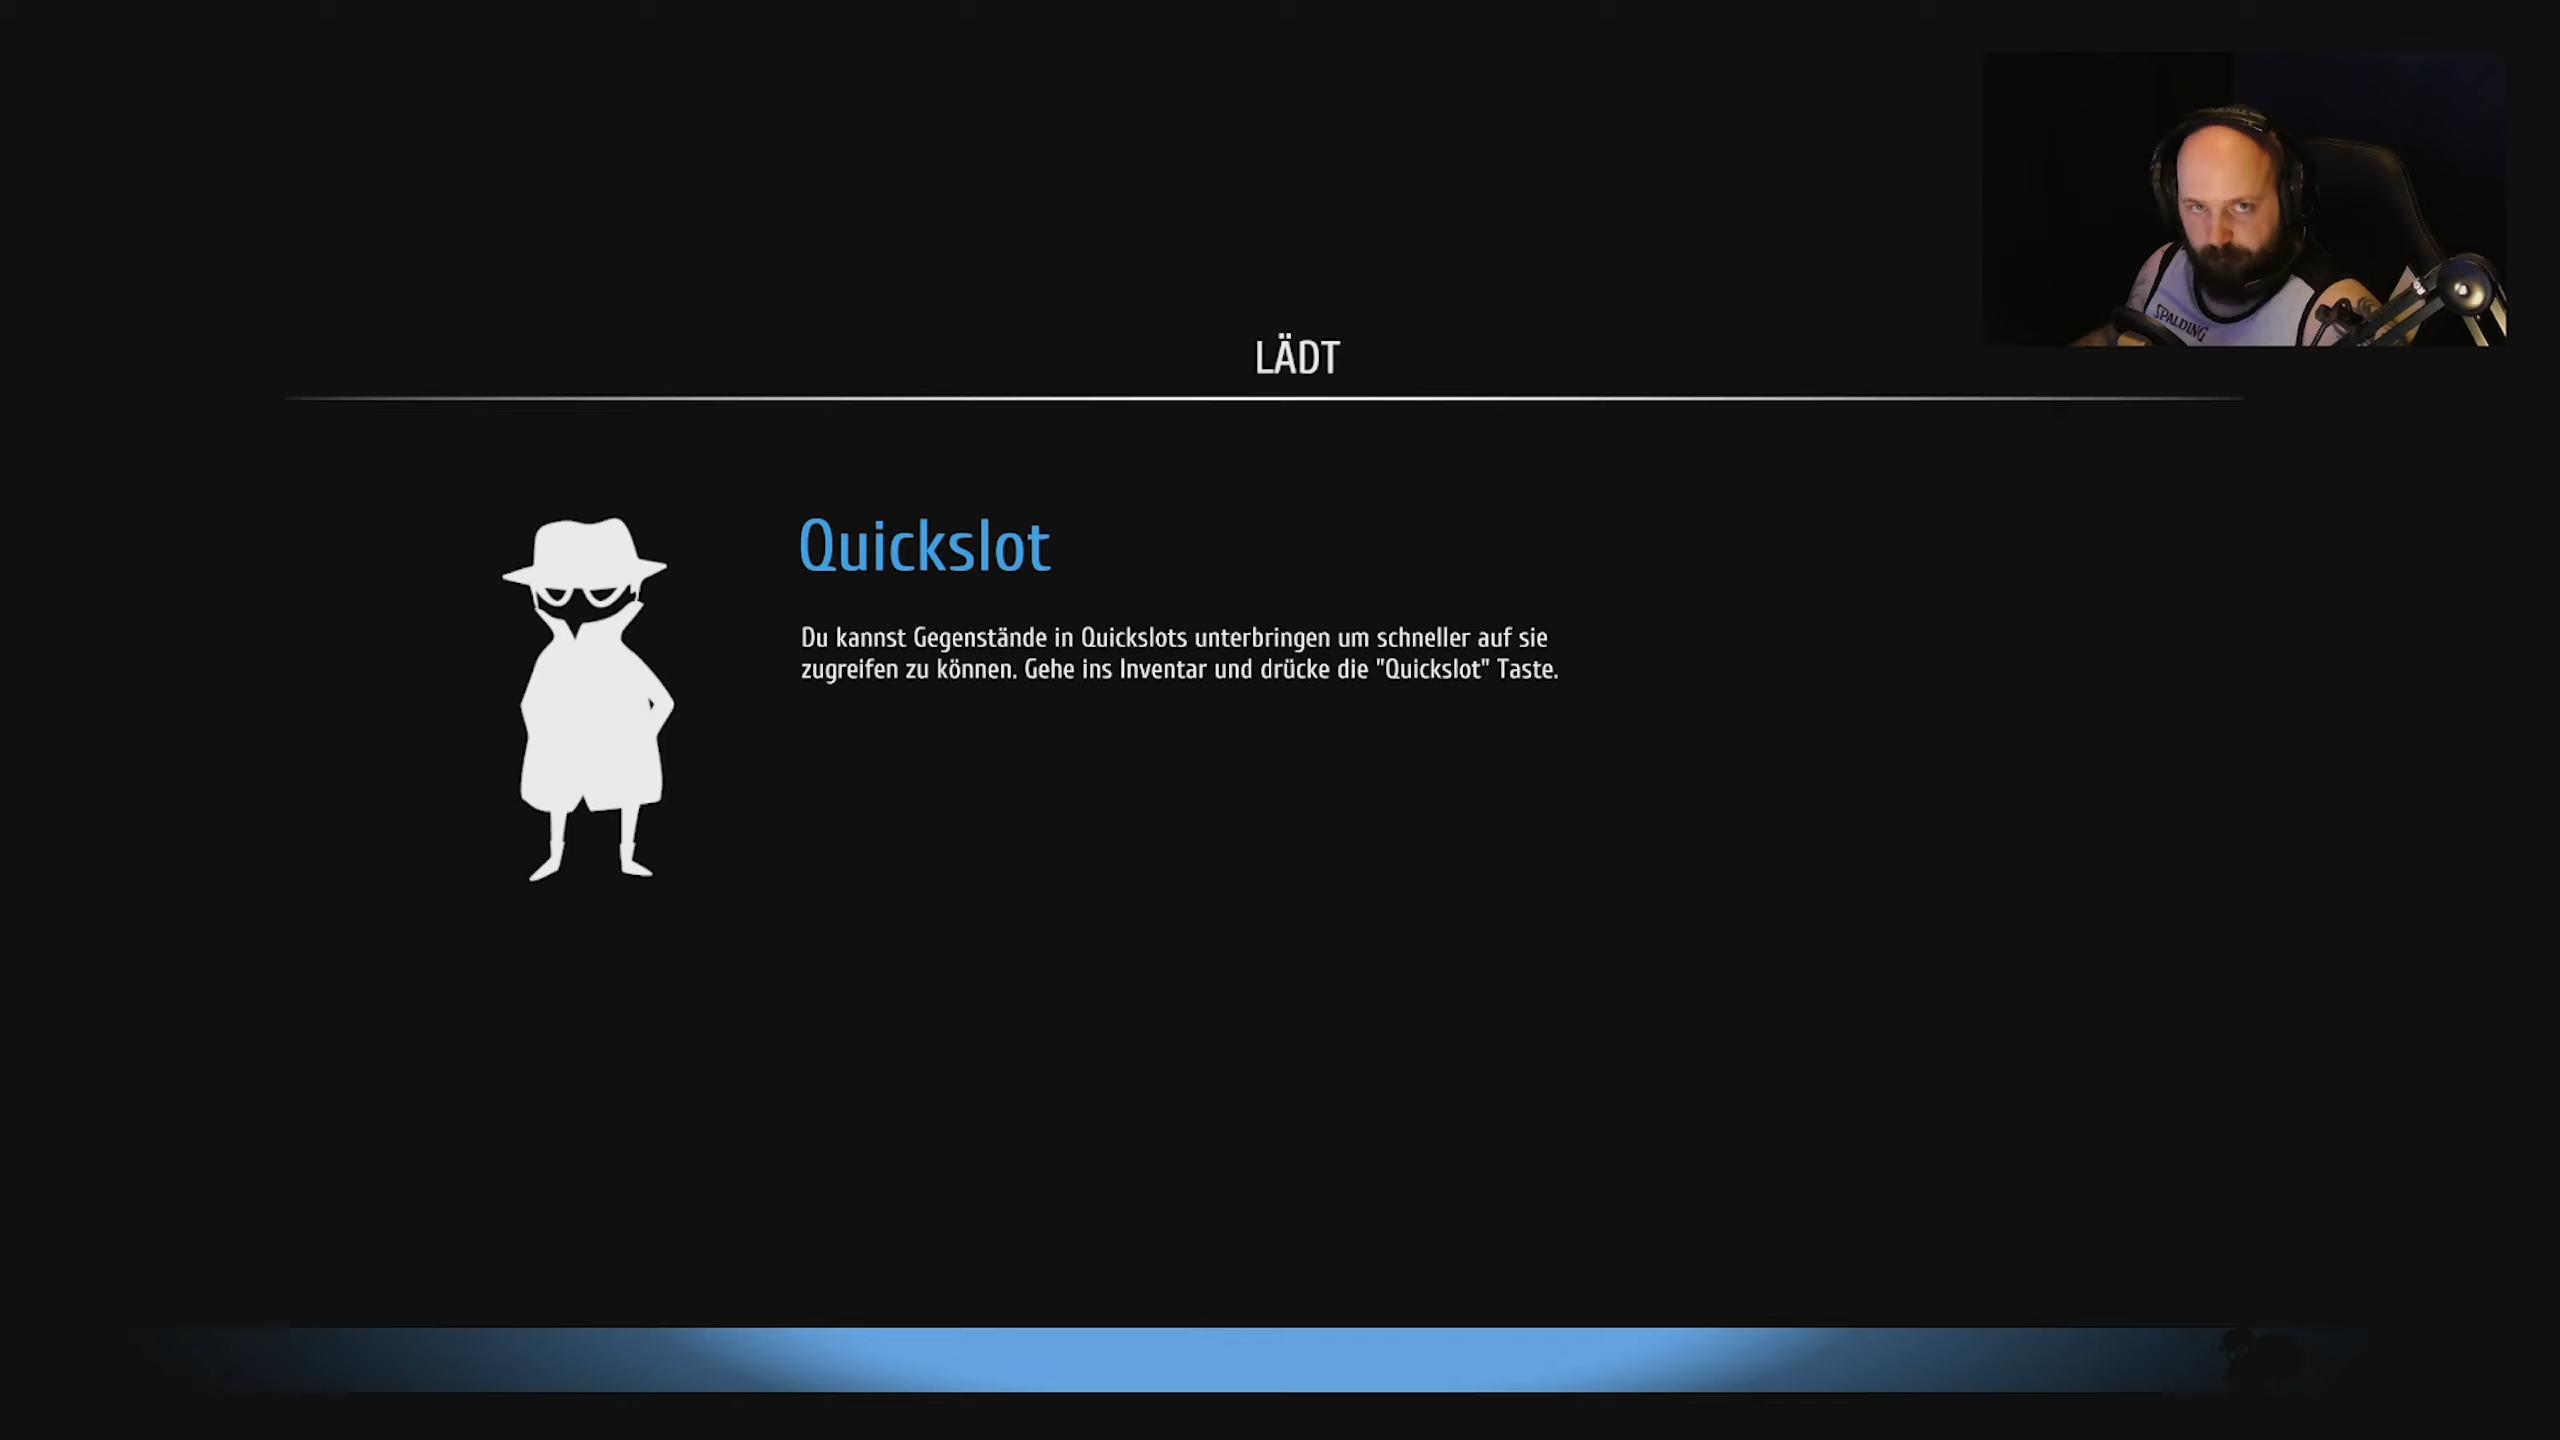 LÄDT
Quickslot
Du kannst Gegenstände in Quickslots unterbringen um schneller auf sie
zugreifen zu können. Gehe ins Inventar und drücke die "Quickslot" Taste.
SPALDING